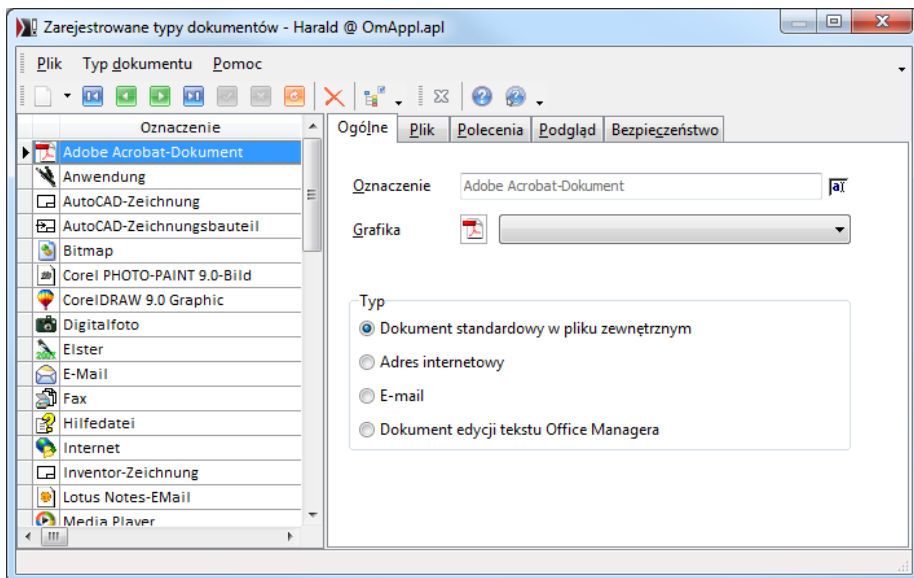 Zarejestrowane typy dokumentów - Harald @ OmAppl.apl
Plik Typ dokumentu Pomoc
Oznaczenie
Adobe Acrobat-Dokument
Anwendung
AutoCAD-Zeichnung
AutoCAD-Zeichnungsbauteil
Bitmap
Corel PHOTO-PAINT 9.0-Bild
CorelDRAW 9.0 Graphic
Digitalfoto
Elster
E-Mail
Fax
Hilfedatei
Internet
Inventor-Zeichnung
Lotus Notes-EMail
Media Player
Ogólne Plik Polecenia Podgląd Bezpieczeństwo
Oznaczenie Adobe Acrobat-Dokument
Grafika
Typ
Dokument standardowy w pliku zewnętrznym
Adres internetowy
E-mail
Dokument edycji tekstu Office Managera